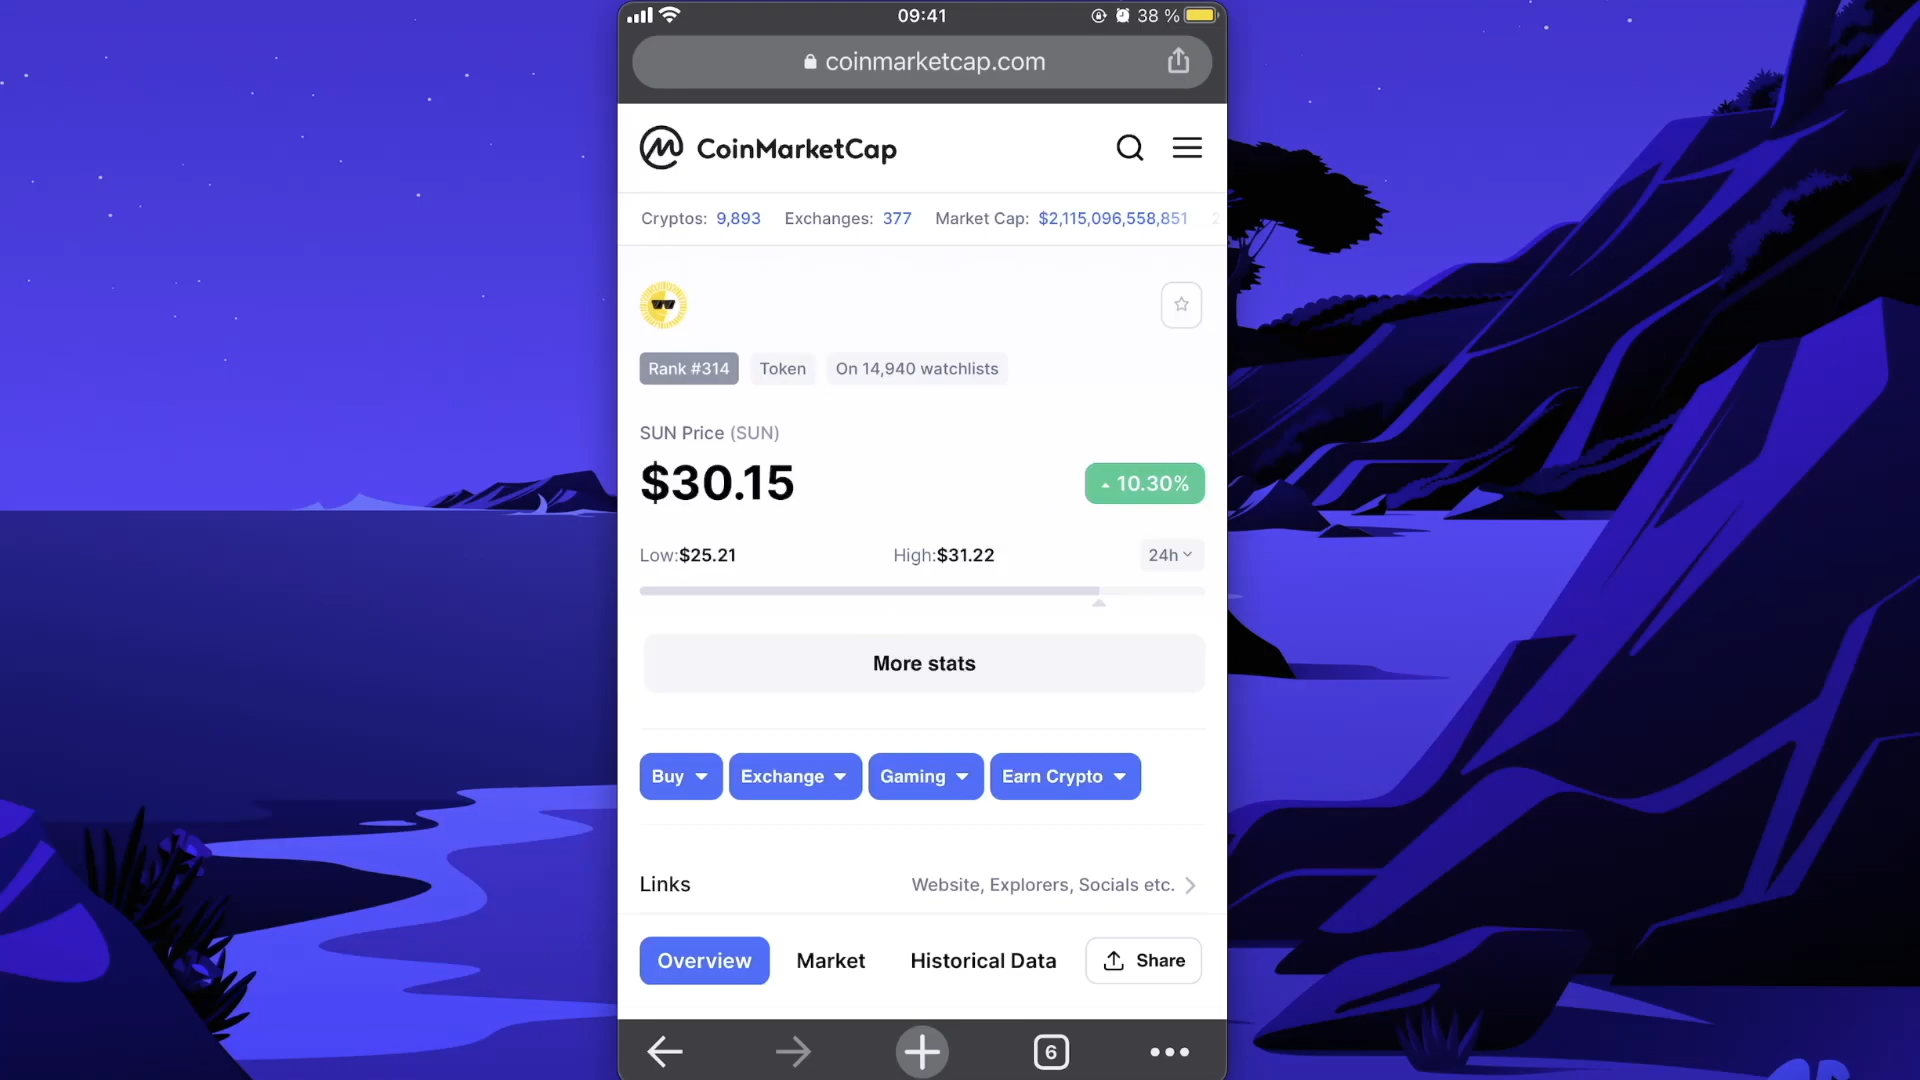 09:41
38 %
coinmarketcap.com
CoinMarketCap
Cryptos: 9,893 Exchanges: 377 Market Cap: $2,115,096,558,851 2
Rank #314 Token On 14,940 watchlists
SUN Price (SUN)
$30.15 10.30%
Low:$25.21 High:$31.22 24h
More stats
Buy Exchange Gaming Earn Crypto
Links Website, Explorers, Socials etc.
Overview Market Historical Data Share
6